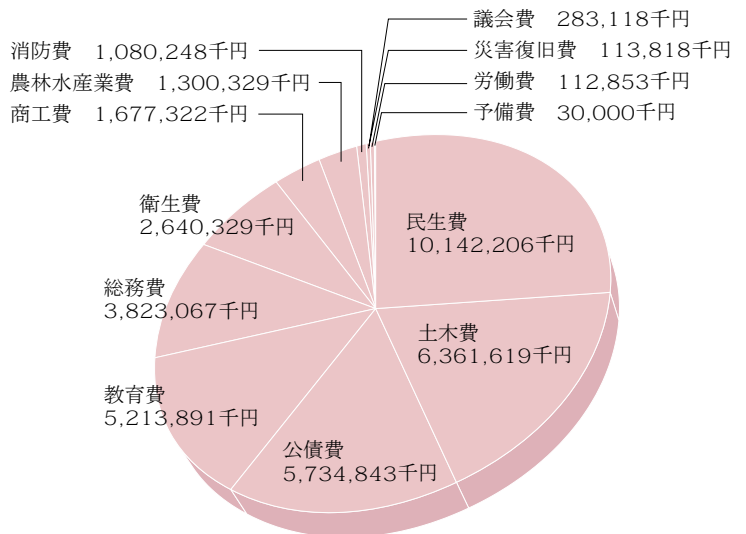 議会費 283,118千円
消防費 1,080,248千円
災害復旧費 113,818千円
農林水産業費 1,300,329千円
労働費 112,853千円
商工費 1,677,322千円
予備費 30,000千円
衛生費
2,640,329千円
民生費
10,142,206千円
総務費
3,823,067千円
土木費
6,361,619千円
教育費
5,213,891千円
公債費
5,734,843千円